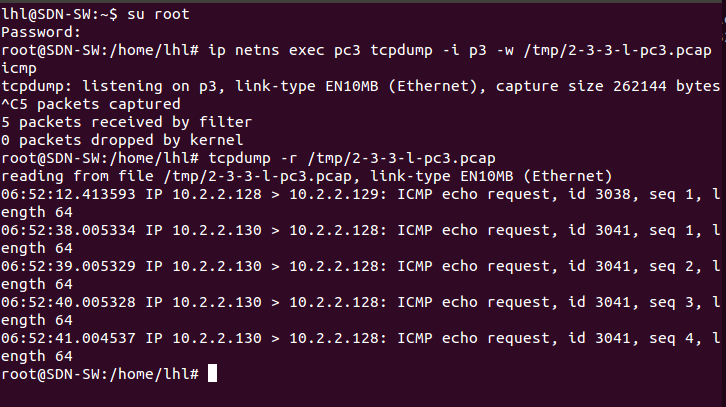 lhl@SDN-SW:~$ su root
Password:
root@SDN-SW:/home/lhl# ip netns exec pc3 tcpdump -i p3 -w /tmp/2-3-3-l-pc3.pcap
icmp
tcpdump: listening on p3, link-type EN10MB (Ethernet), capture size 262144 bytes
^C5 packets captured
5 packets received by filter
0 packets dropped by kernel
root@SDN-SW:/home/lhl# tcpdump -r /tmp/2-3-3-l-pc3.pcap
reading from file /tmp/2-3-3-l-pc3.pcap, link-type EN10MB (Ethernet)
06:52:12.413593 IP 10.2.2.128 > 10.2.2.129: ICMP echo request, id 3038, seq 1, l
ength 64
06:52:38.005334 IP 10.2.2.130 > 10.2.2.128: ICMP echo request, id 3041, seq 1, l
ength 64
06:52:39.005329 IP 10.2.2.130 > 10.2.2.128: ICMP echo request, id 3041, seq 2, l
ength 64
06:52:40.005328 IP 10.2.2.130 > 10.2.2.128: ICMP echo request, id 3041, seq 3, l
ength 64
06:52:41.004537 IP 10.2.2.130 > 10.2.2.128: ICMP echo request, id 3041, seq 4, l
ength 64
root@SDN-SW:/home/lhl#